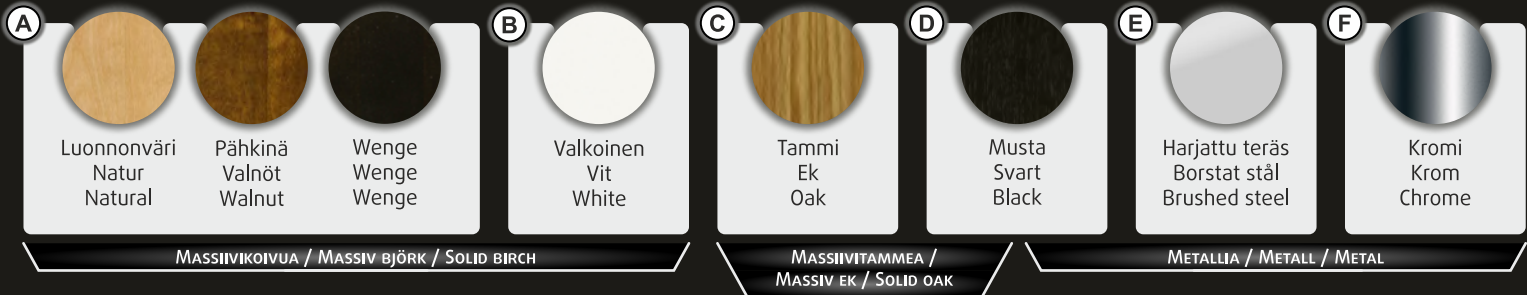 A
Luonnonväri
Natur
Natural
Pähkinä
Valnöt
Walnut
Wenge
Wenge
Wenge
B
Valkoinen
Vit
White
C
Tammi
Ek
Oak
D
Musta
Svart
Black
E
Harjattu teräs
Borstat stål
Brushed steel
F
Kromi
Krom
Chrome
Massiivikoivua / Massiv björk / Solid birch
Massiivitammea /
Massiv ek / Solid oak
Metallia / Metall / Metal